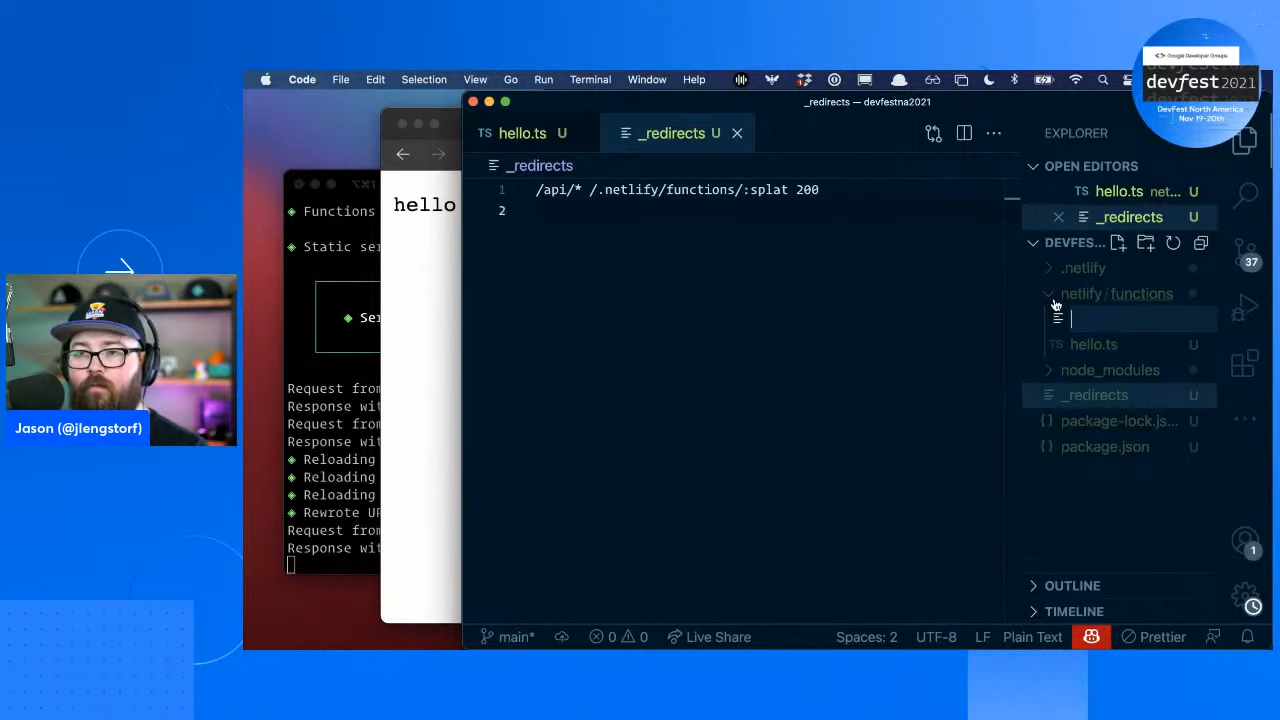 Code File Edit Selection View Go Run Terminal Window Help
Google Developer Groups
devfest 2021
DevFest North America
Nov 19-20th
_redirects — devfestna2021
TS hello.ts U
_redirects U
_redirects
1 /api/* /.netlify/functions/:splat 200
2
EXPLORER
OPEN EDITORS
TS hello.ts net... U
_redirects U
DEVFES...
.netlify
netlify / functions
TS hello.ts U
node_modules
_redirects U
{} package-lock.js... U
{} package.json U
OUTLINE
TIMELINE
37
1
⌥⌘1
Functions
Static se
Se
Request from
Response wit
Request from
Response wit
Reloading
Reloading
Reloading
Rewrote U
Request from
Response wit
hello
main* 0 0 Live Share Spaces: 2 UTF-8 LF Plain Text Prettier
Jason (@jlengstorf)